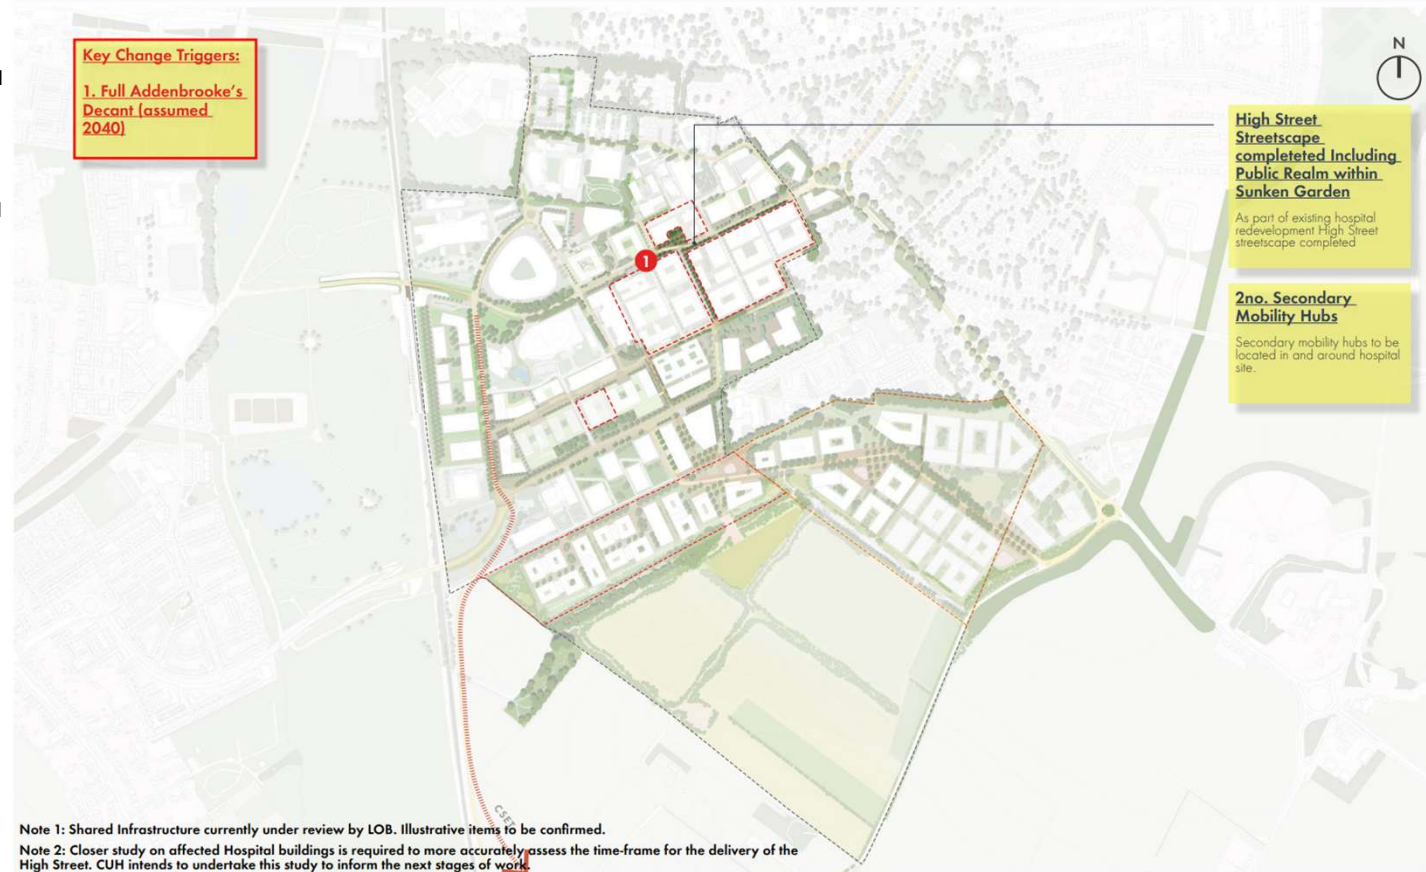 Key Change Triggers:
1. Full Addenbrooke's
Decant (assumed
2040)
N
High Street
Streetscape
completeted Including
Public Realm within
Sunken Garden
As part of existing hospital
redevelopment High Street
streetscape completed
1
2no. Secondary
Mobility Hubs
Secondary mobility hubs to be
located in and around hospital
site.
CSET
Note 1: Shared Infrastructure currently under review by LOB. Illustrative items to be confirmed.
Note 2: Closer study on affected Hospital buildings is required to more accurately assess the time-frame for the delivery of the
High Street. CUH intends to undertake this study to inform the next stages of work.